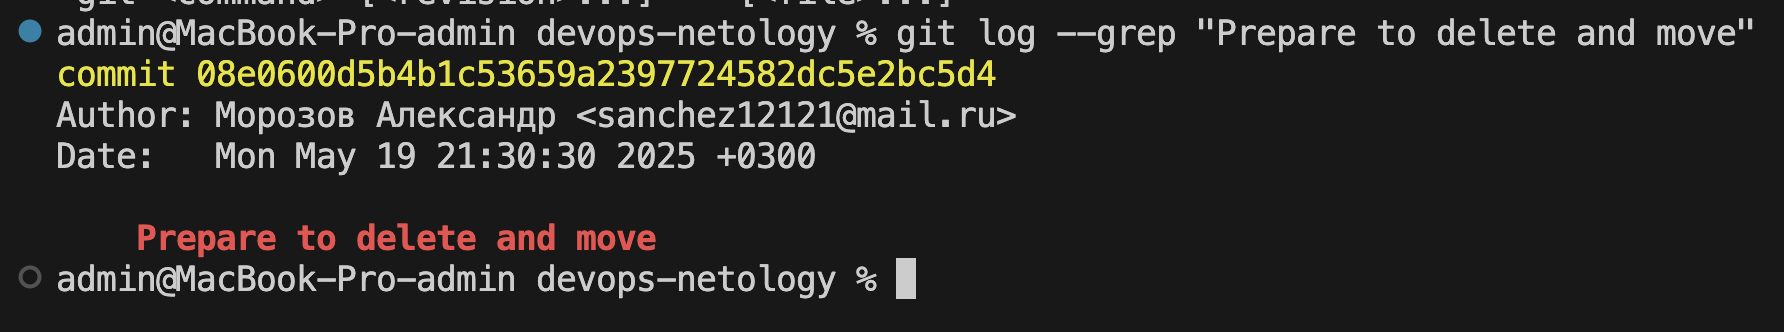 admin@MacBook-Pro-admin devops-netology % git log --grep "Prepare to delete and move"
commit 08e0600d5b4b1c53659a2397724582dc5e2bc5d4
Author: Морозов Александр <sanchez12121@mail.ru>
Date:   Mon May 19 21:30:30 2025 +0300
Prepare to delete and move
admin@MacBook-Pro-admin devops-netology %